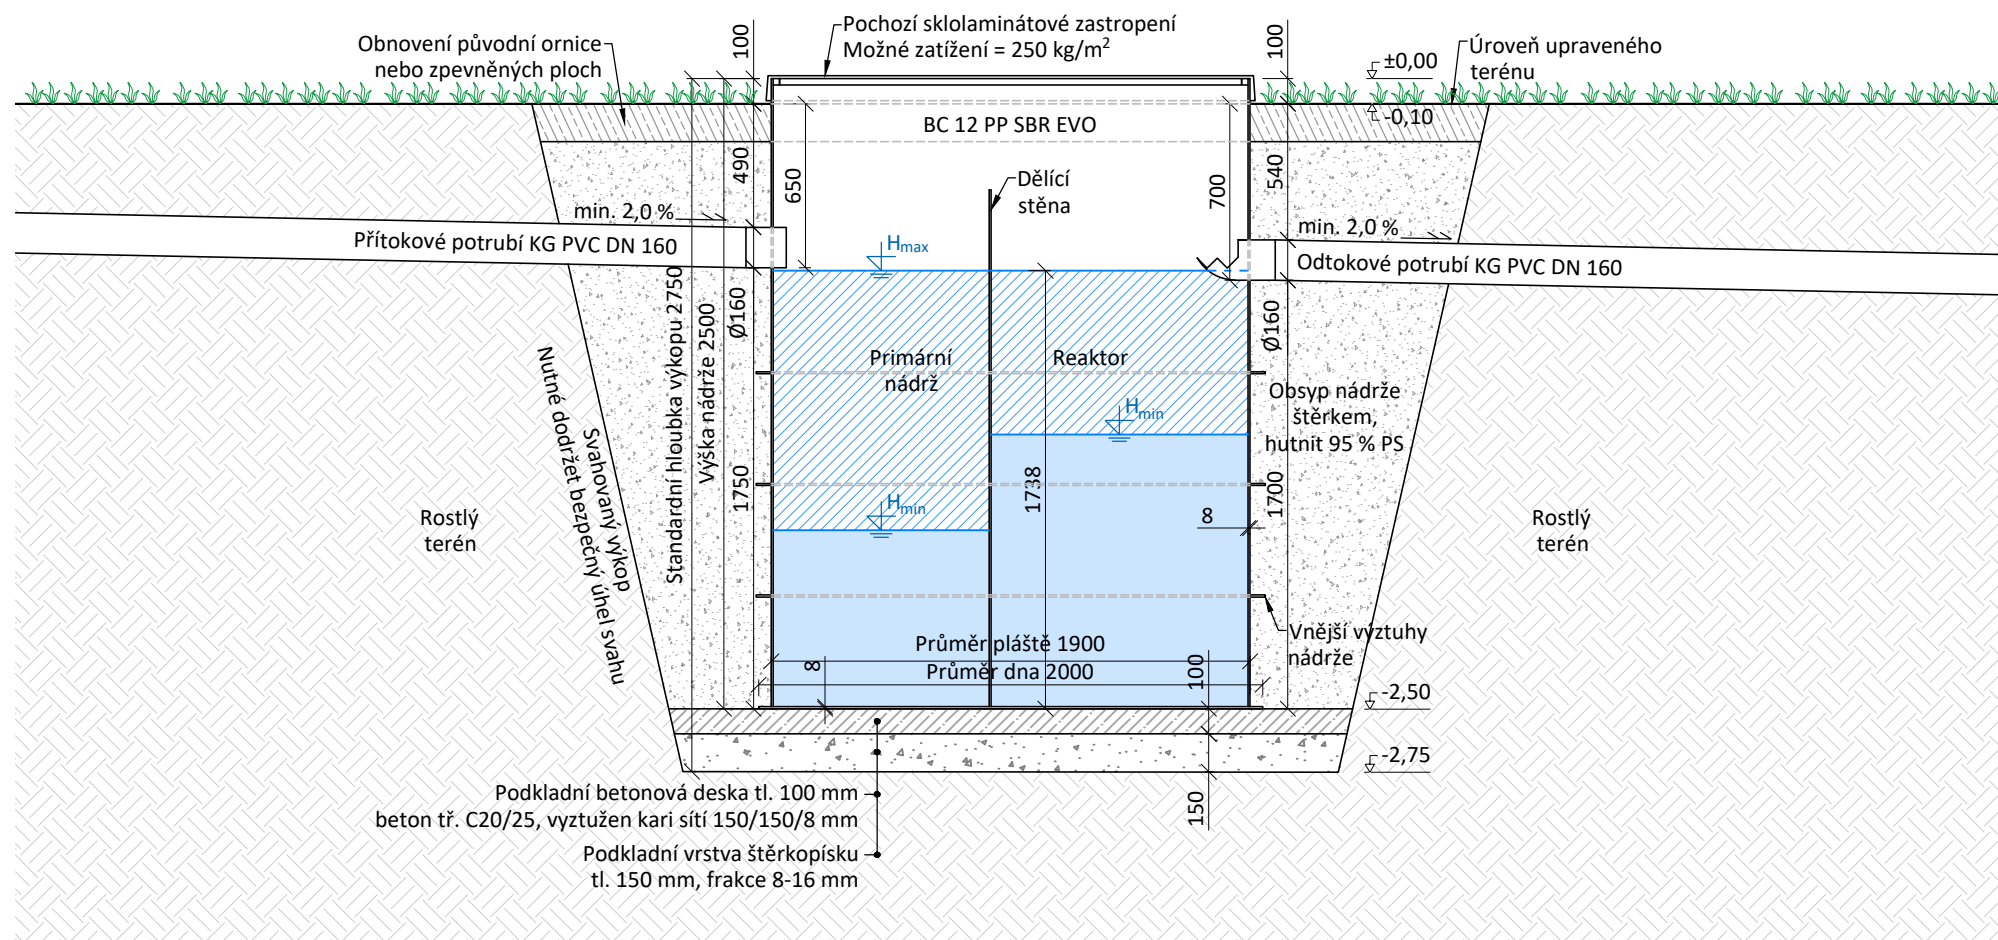 Pochozí sklolaminátové zastropení
Možné zatížení = 250 kg/m²
Obnovení původní ornice
nebo zpevněných ploch
100
100
Úroveň upraveného
terénu
±0,00
-0,10
BC 12 PP SBR EVO
490
650
700
540
Dělící
stěna
min. 2,0 %
min. 2,0 %
Přítokové potrubí KG PVC DN 160
Hmax
Odtokové potrubí KG PVC DN 160
Ø160
Ø160
Standardní hloubka výkopu 2750
Výška nádrže 2500
Primární
nádrž
Reaktor
Hmin
Obsyp nádrže
štěrkem,
hutnit 95 % PS
Svahovaný výkop
Nutné dodržet bezpečný úhel svahu
1750
1738
1700
Hmin
8
Rostlý
terén
Rostlý
terén
Vnější výztuhy
nádrže
Průměr pláště 1900
8
Průměr dna 2000
100
-2,50
-2,75
150
Podkladní betonová deska tl. 100 mm
beton tř. C20/25, vyztužen kari sítí 150/150/8 mm
Podkladní vrstva štěrkopísku
tl. 150 mm, frakce 8-16 mm